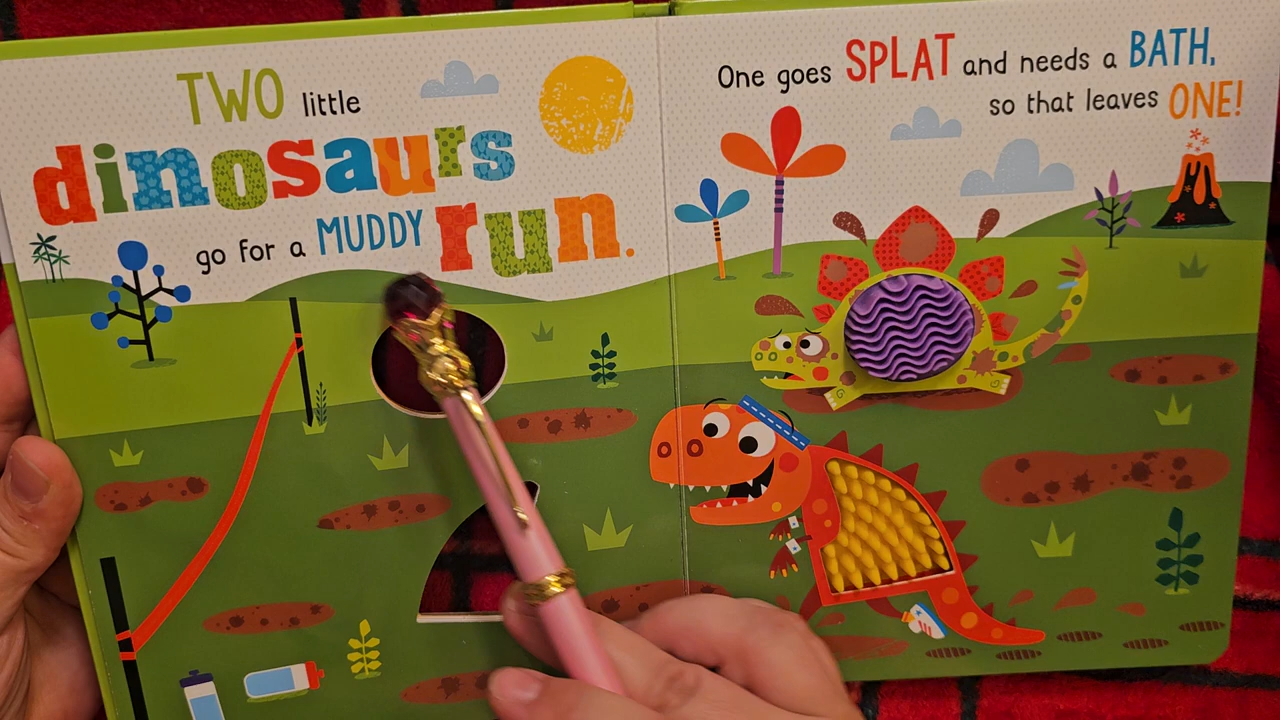 TWO little
dinosaurs
go for a MUDDY run.
One goes SPLAT and needs a BATH,
so that leaves ONE!